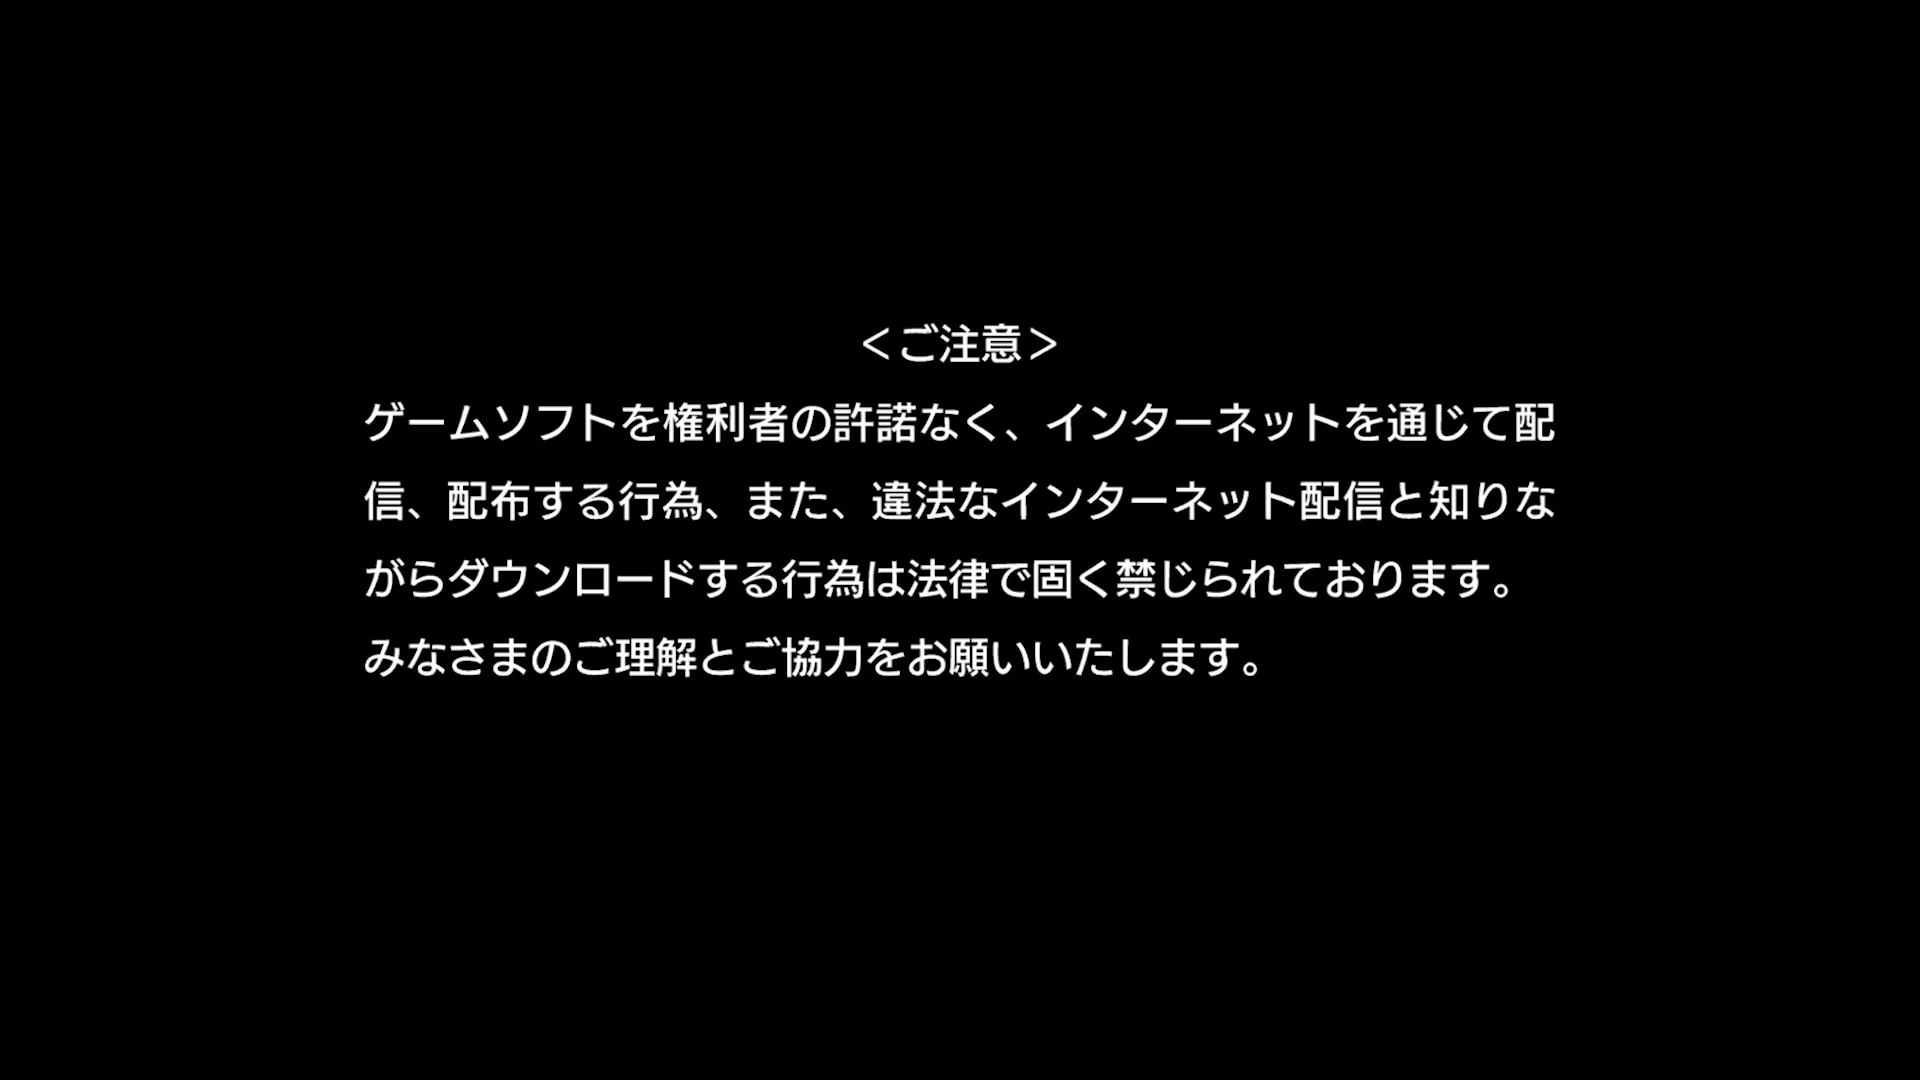 ＜ご注意＞
ゲームソフトを権利者の許諾なく、インターネットを通じて配
信、配布する行為、また、違法なインターネット配信と知りな
がらダウンロードする行為は法律で固く禁じられております。
みなさまのご理解とご協力をお願いいたします。